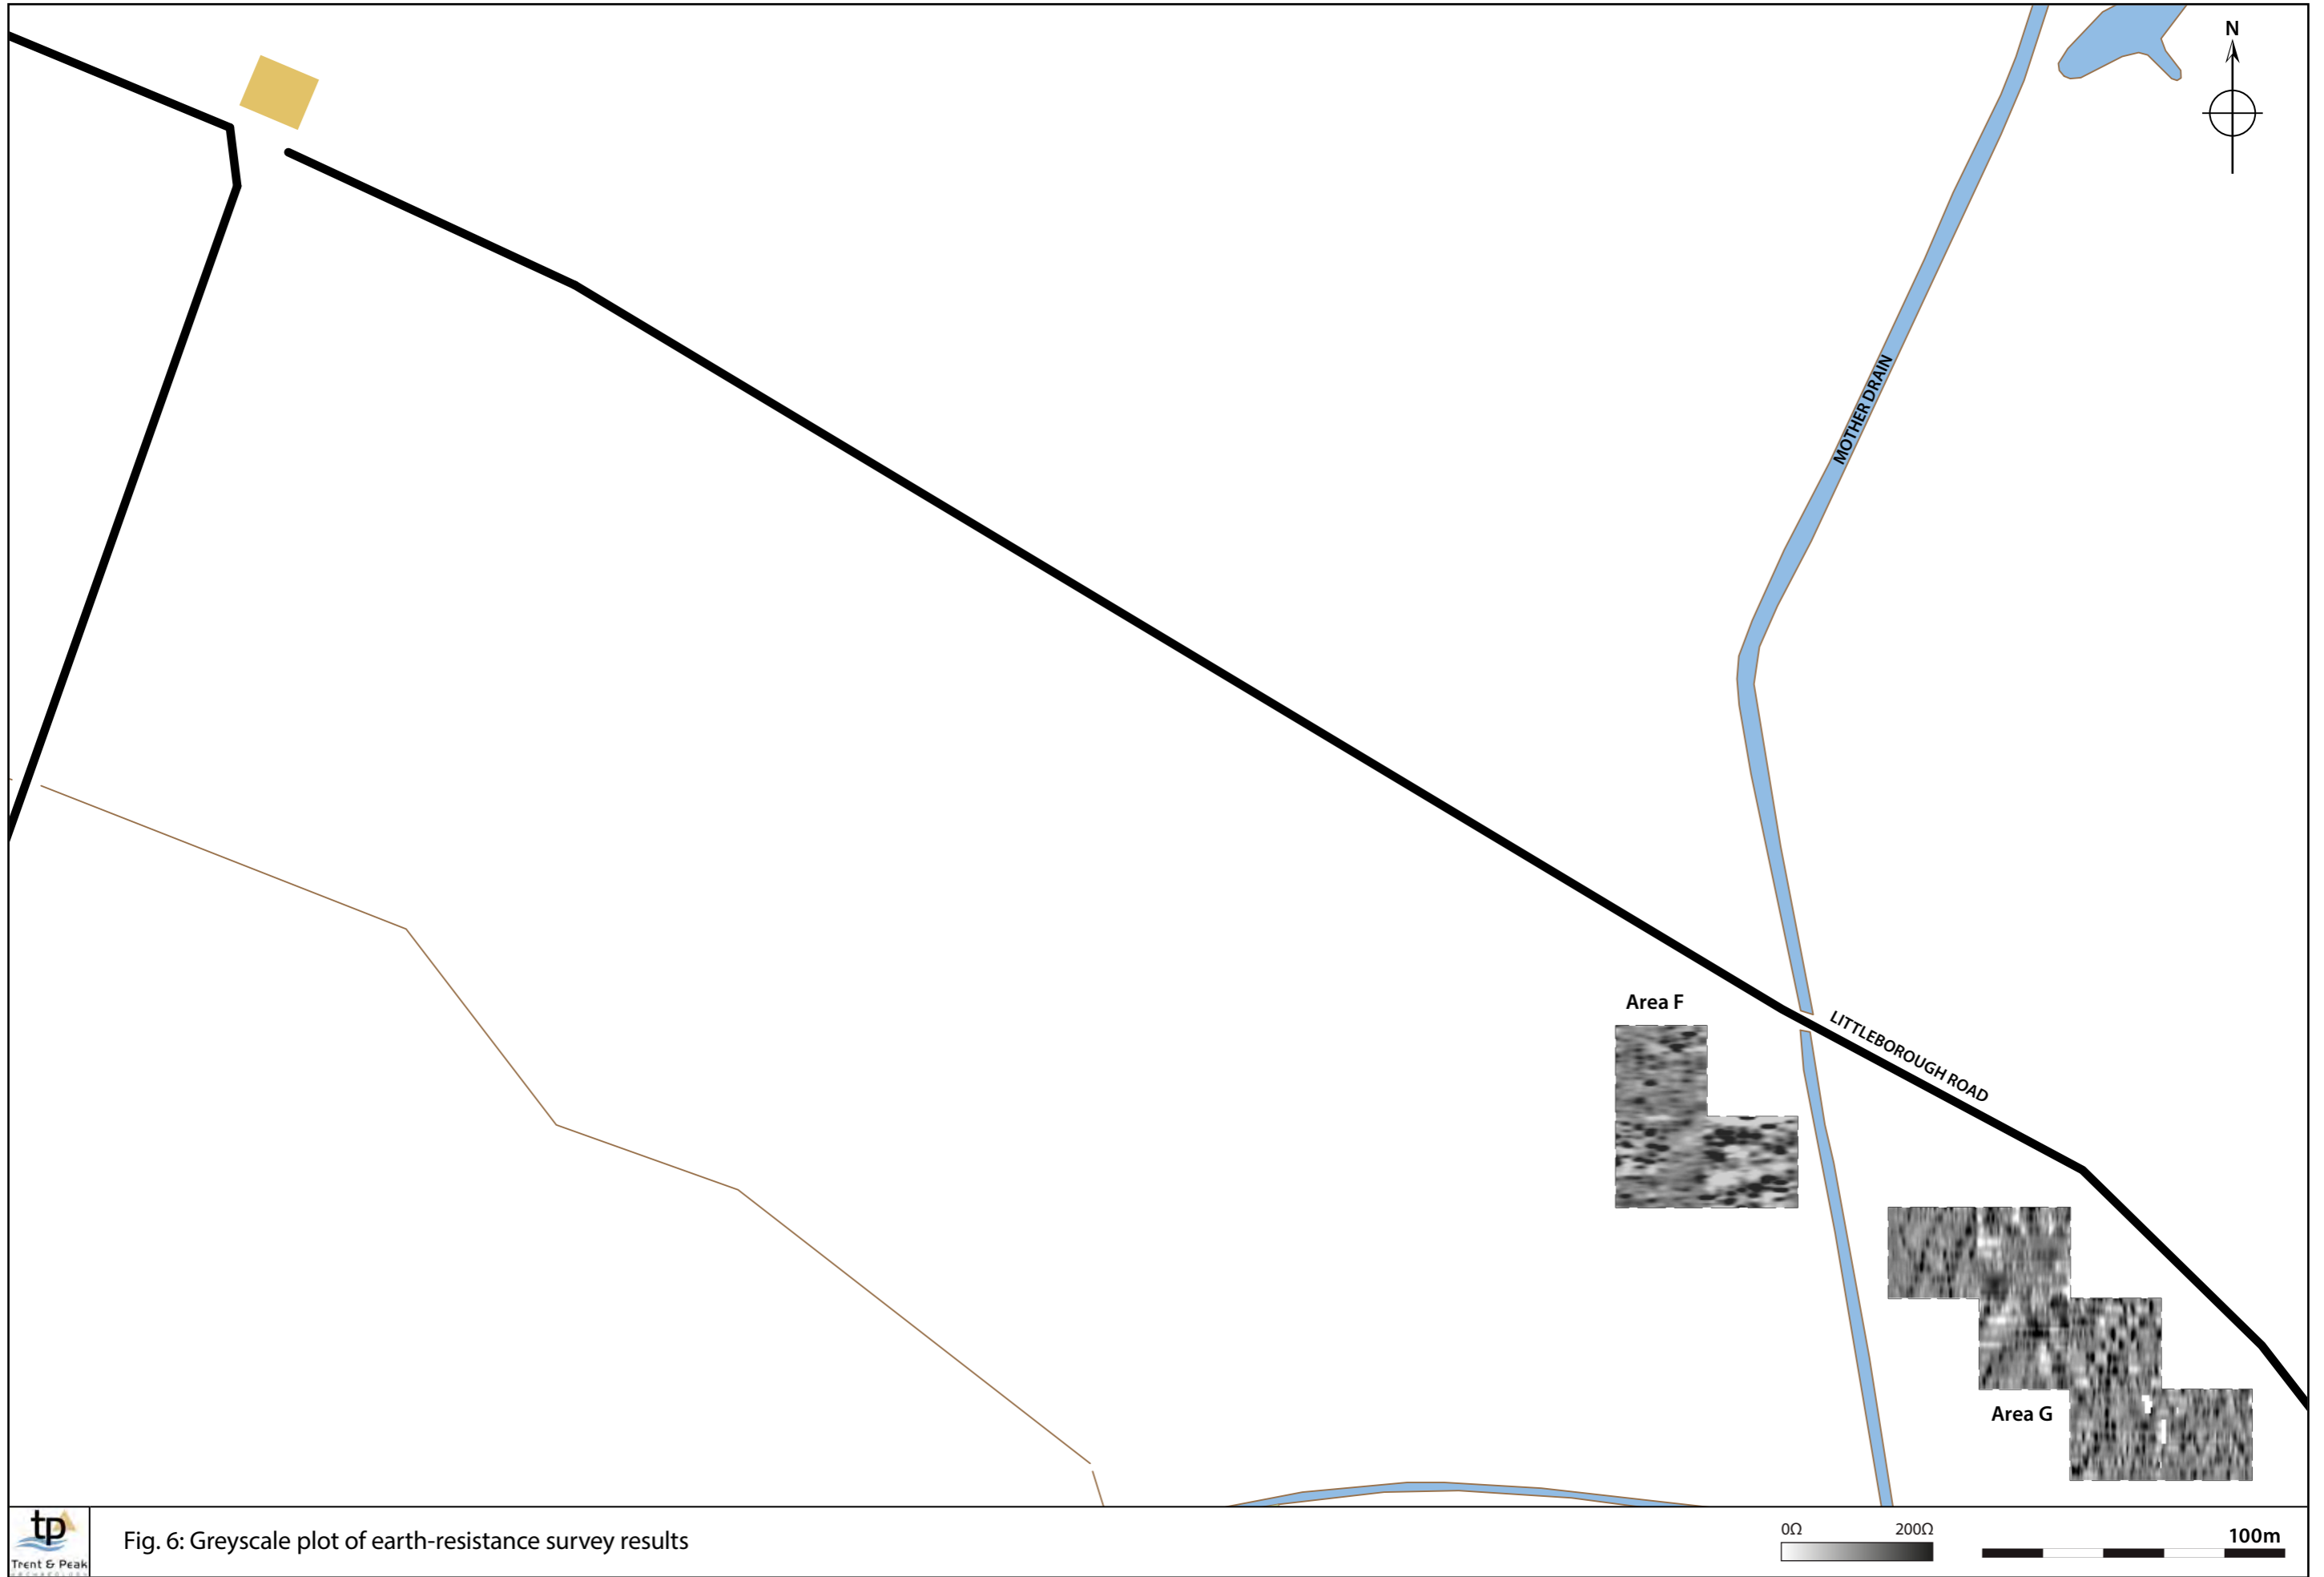 N
MOTHER DRAIN
Area F
LITTLEBOROUGH ROAD
Area G
tp
Trent & Peak
ARCHAEOLOGY
Fig. 6: Greyscale plot of earth-resistance survey results
0Ω
200Ω
100m